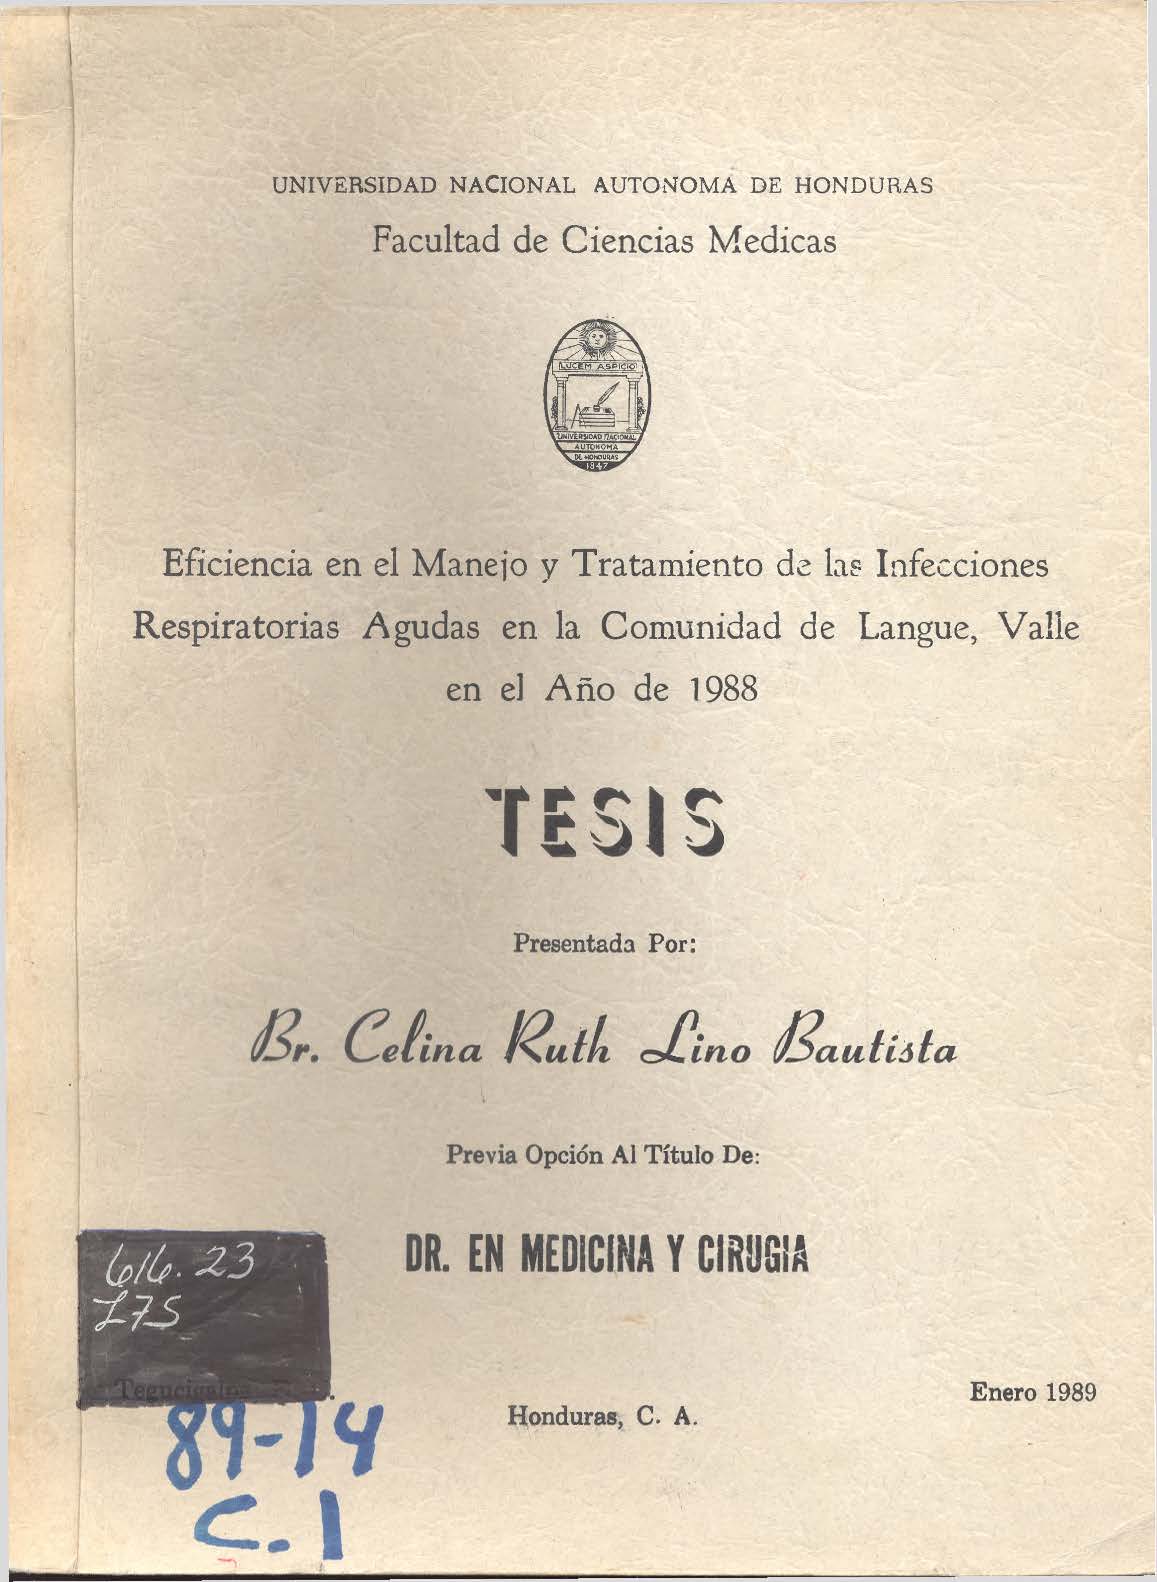 UNIVERSIDAD NACIONAL AUTONOMA DE HONDURAS
Facultad de Ciencias Medicas
LUCEM ASPICIO
UNIVERSIDAD NACIONAL
AUTONOMA
DE HONDURAS
1847
Eficiencia en el Manejo y Tratamiento de las Infecciones
Respiratorias Agudas en la Comunidad de Langue, Valle
en el Año de 1988
TESIS
Presentada Por:
Br. Celina Ruth Lino Bautista
Previa Opción Al Título De:
DR. EN MEDICINA Y CIRUGIA
616.23
L75
Tegucigalpa
Enero 1989
Honduras, C. A.
89-14
C.1